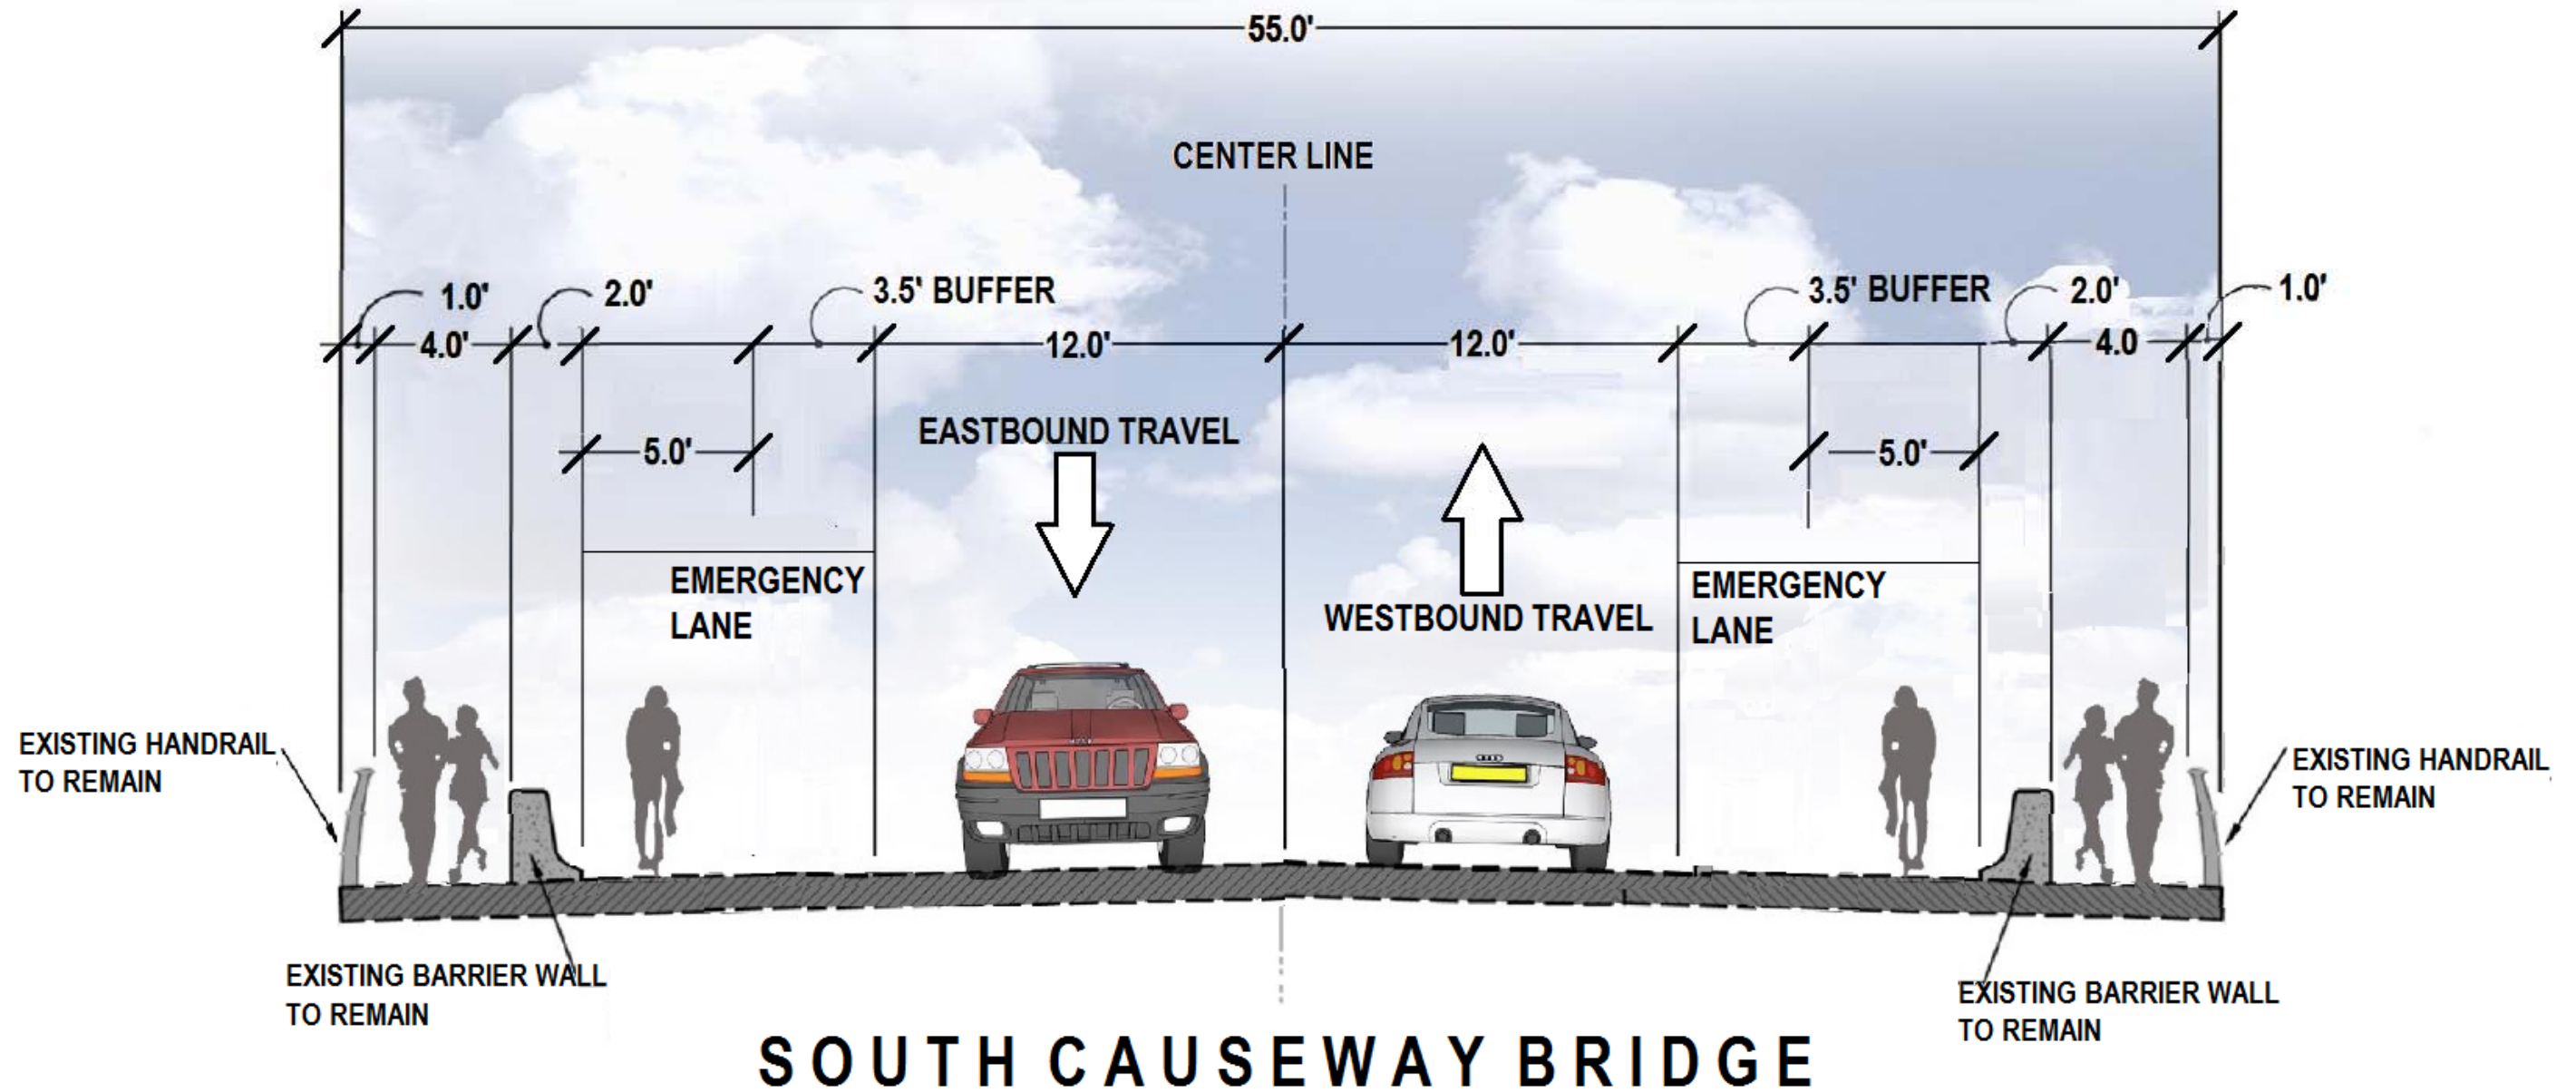 55.0'
CENTER LINE
1.0'
2.0'
3.5' BUFFER
3.5' BUFFER
2.0'
1.0'
4.0'
12.0'
12.0'
4.0
5.0'
EASTBOUND TRAVEL
5.0'
EMERGENCY
LANE
WESTBOUND TRAVEL
EMERGENCY
LANE
EXISTING HANDRAIL
TO REMAIN
EXISTING HANDRAIL
TO REMAIN
EXISTING BARRIER WALL
TO REMAIN
EXISTING BARRIER WALL
TO REMAIN
SOUTH CAUSEWAY BRIDGE